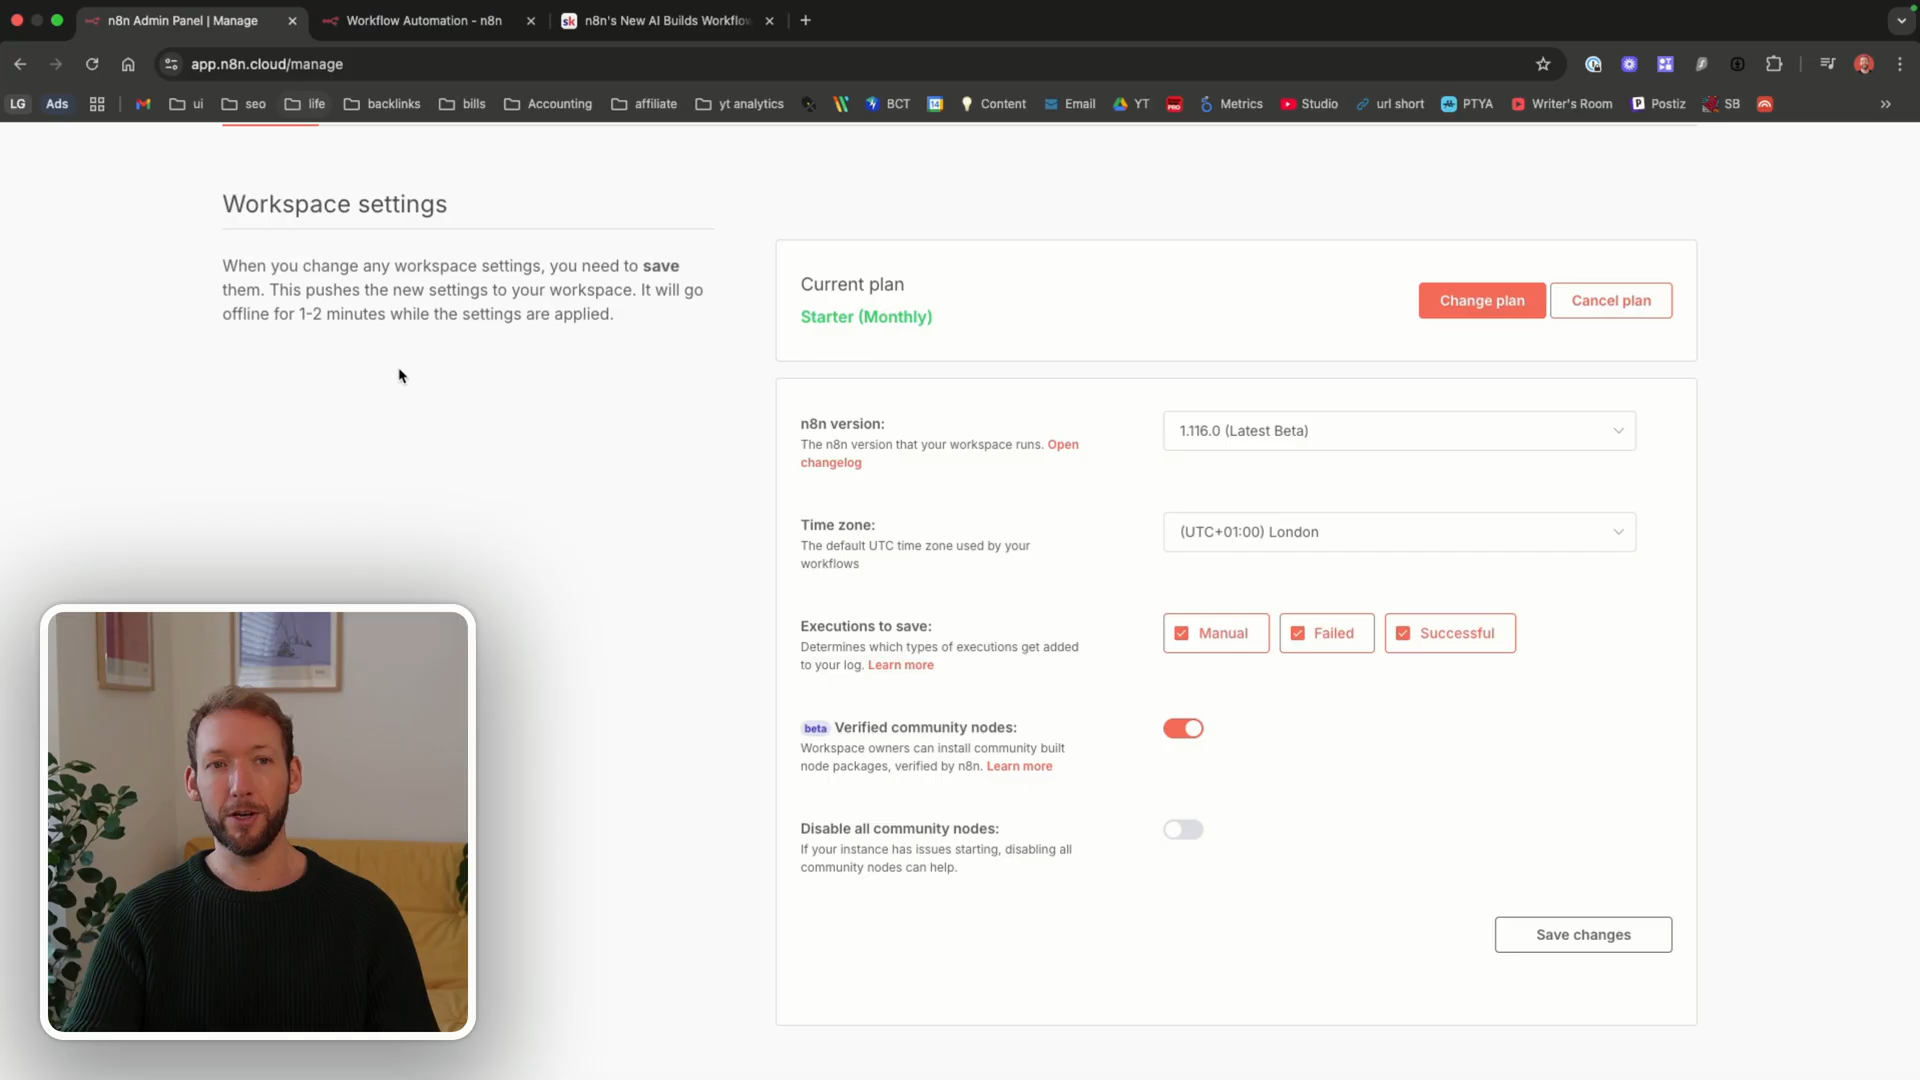 n8n Admin Panel | Manage
Workflow Automation - n8n
sk
n8n's New AI Builds Workflow
app.n8n.cloud/manage
LG
Ads
ui
seo
life
backlinks
bills
Accounting
affiliate
yt analytics
BCT
14
Content
Email
YT
Metrics
Studio
url short
PTYA
Writer's Room
Postiz
SB
Workspace settings
When you change any workspace settings, you need to save
them. This pushes the new settings to your workspace. It will go
offline for 1-2 minutes while the settings are applied.
Current plan
Starter (Monthly)
Change plan
Cancel plan
n8n version:
The n8n version that your workspace runs. Open
changelog
1.116.0 (Latest Beta)
Time zone:
The default UTC time zone used by your
workflows
(UTC+01:00) London
Executions to save:
Determines which types of executions get added
to your log. Learn more
Manual
Failed
Successful
beta Verified community nodes:
Workspace owners can install community built
node packages, verified by n8n. Learn more
Disable all community nodes:
If your instance has issues starting, disabling all
community nodes can help.
Save changes